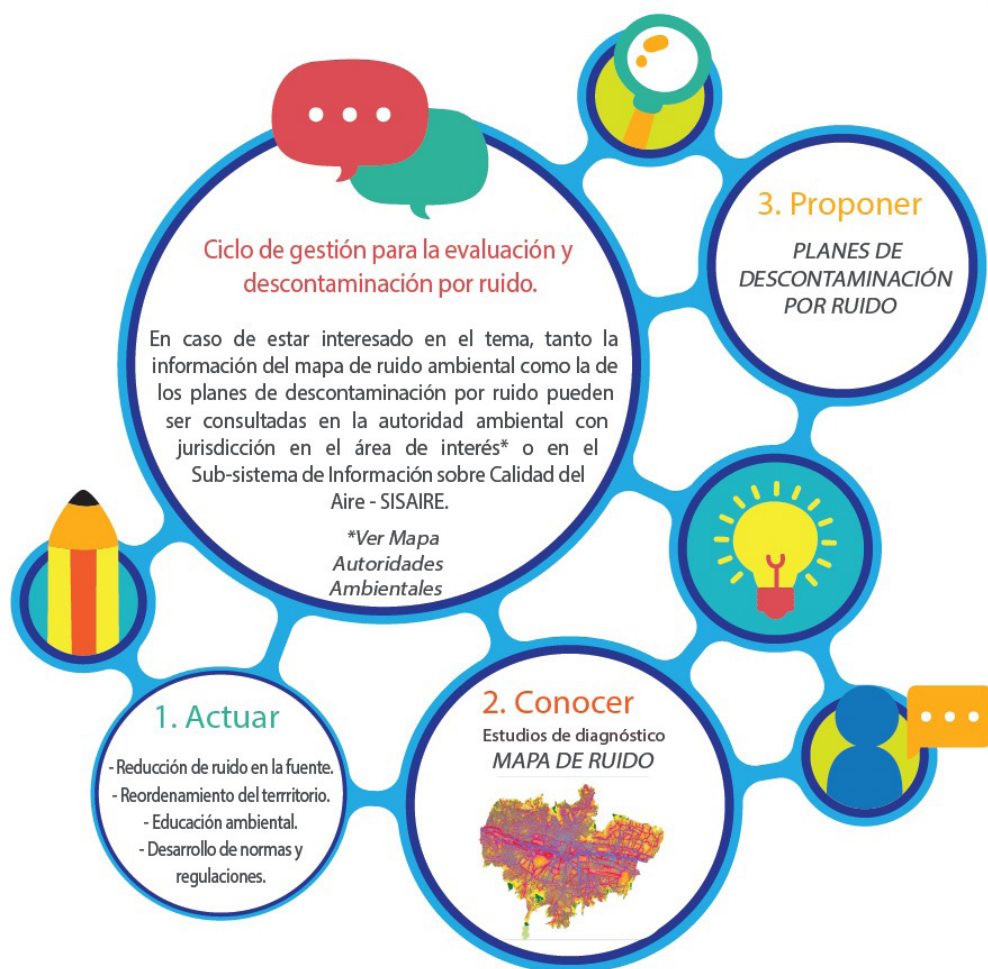 Ciclo de gestión para la evaluación y
descontaminación por ruido.
En caso de estar interesado en el tema, tanto la
información del mapa de ruido ambiental como la de
los planes de descontaminación por ruido pueden
ser consultadas en la autoridad ambiental con
jurisdicción en el área de interés* o en el
Sub-sistema de Información sobre Calidad del
Aire - SISAIRE.
*Ver Mapa
Autoridades
Ambientales
1. Actuar
- Reducción de ruido en la fuente.
- Reordenamiento del terrritorio.
- Educación ambiental.
- Desarrollo de normas y
regulaciones.
2. Conocer
Estudios de diagnóstico
MAPA DE RUIDO
3. Proponer
PLANES DE
DESCONTAMINACIÓN
POR RUIDO